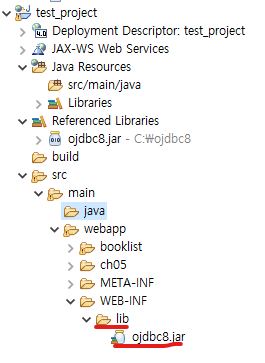 test_project
Deployment Descriptor: test_project
JAX-WS Web Services
Java Resources
src/main/java
Libraries
Referenced Libraries
ojdbc8.jar - C:₩ojdbc8
build
src
main
java
webapp
booklist
ch05
META-INF
WEB-INF
lib
ojdbc8.jar